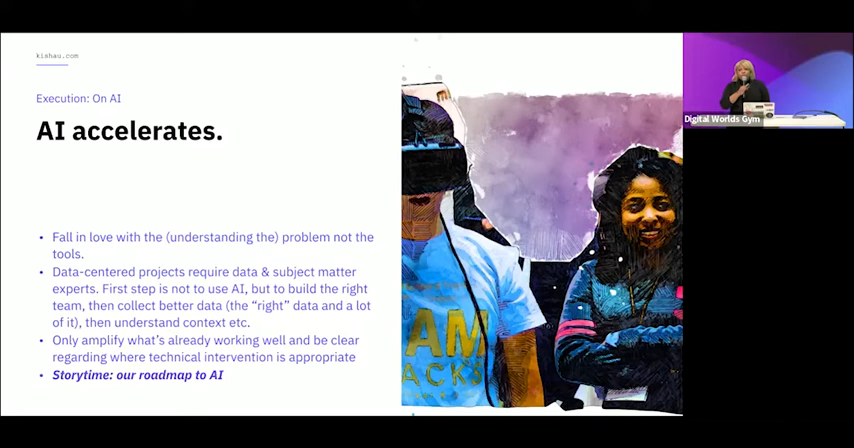 kishau.com
Execution: On AI
AI accelerates.
• Fall in love with the (understanding the) problem not the
tools.
• Data-centered projects require data & subject matter
experts. First step is not to use AI, but to build the right
team, then collect better data (the “right” data and a lot
of it), then understand context etc.
• Only amplify what’s already working well and be clear
regarding where technical intervention is appropriate
• Storytime: our roadmap to AI
AM
ACKS
Digital Worlds Gym